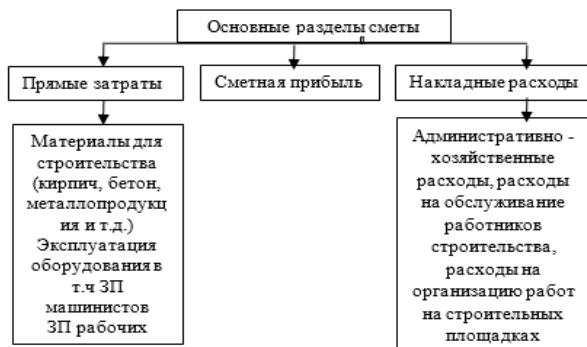 Основные разделы сметы
Прямые затраты
Сметная прибыль
Накладные расходы
Материалы для
строительства
(кирпич, бетон,
металлопродукц
ия и т.д.)
Эксплуатация
оборудования в
т.ч ЗП
машинистов
ЗП рабочих
Административно -
хозяйственные
расходы, расходы
на обслуживание
работников
строительства,
расходы на
организацию работ
на строительных
площадках